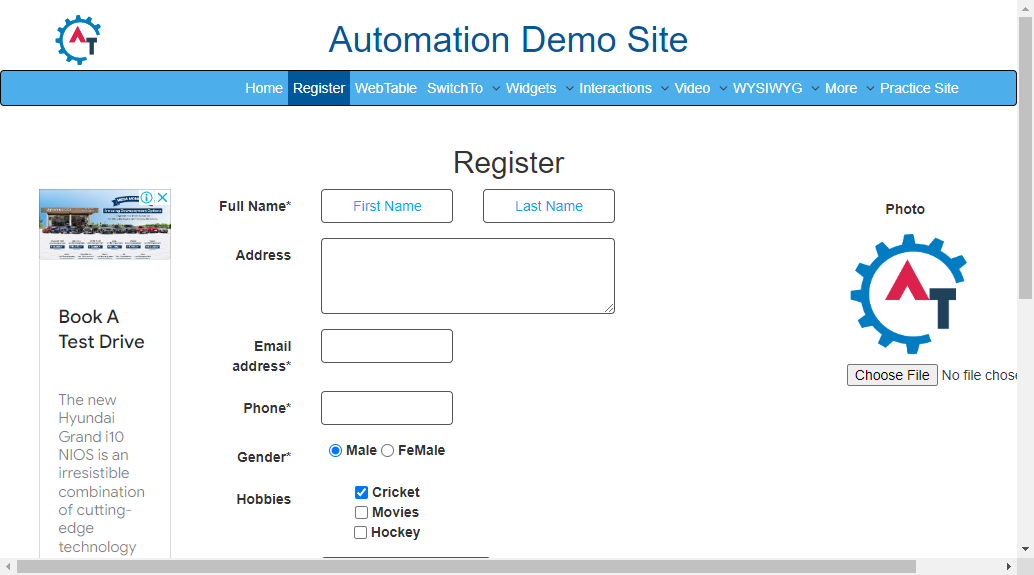 Automation Demo Site
Home Register WebTable SwitchTo Widgets Interactions Video WYSIWYG More Practice Site
Register
Full Name* First Name Last Name
Photo
Address
Book A
Test Drive
Email
address*
Choose File No file chose
The new
Hyundai
Grand i10
NIOS is an
irresistible
combination
of cutting-
edge
technology
Phone*
Gender* Male FeMale
Hobbies Cricket
Movies
Hockey